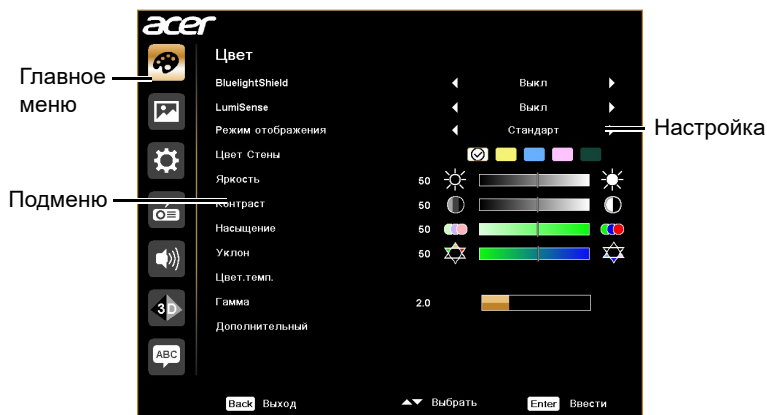 acer
Цвет
Главное меню
BluelightShield Выкл
LumiSense Выкл
Режим отображения Стандарт
Настройка
Цвет Стены
Яркость 50
Подменю
Контраст 50
Насыщение 50
Уклон 50
Цвет.темп.
Гамма 2.0
Дополнительный
3D
ABC
Back Выход Выбрать Enter Ввести